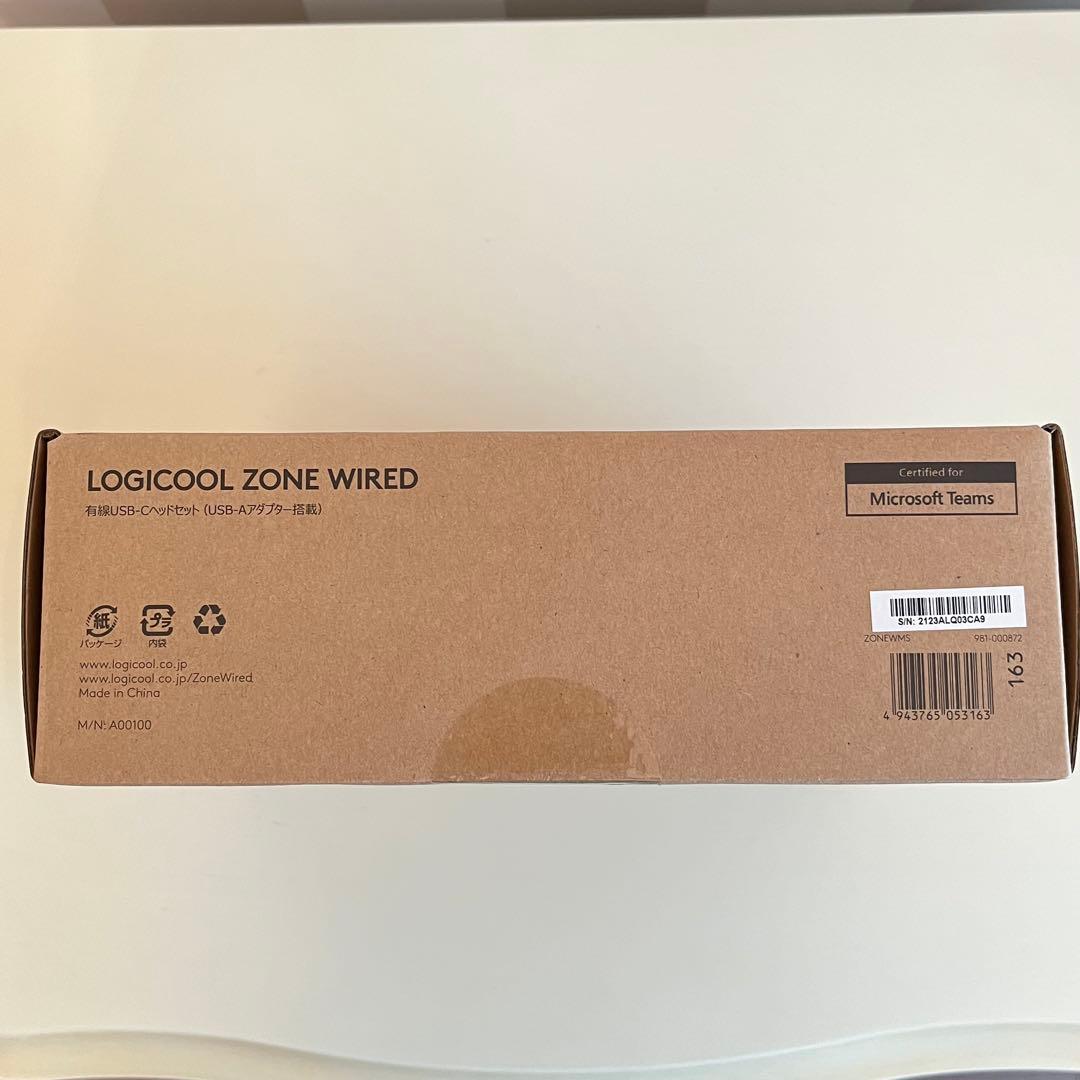 LOGICOOL ZONE WIRED
有線USB-Cヘッドセット（USB-Aアダプター搭載）
Certified for
Microsoft Teams
紙
パッケージ
プラ
内袋
www.logicool.co.jp
www.logicool.co.jp/ZoneWired
Made in China
M/N: A00100
S/N: 2123ALQ03CA9
ZONEWMS 981-000872
163
4 943765 053163